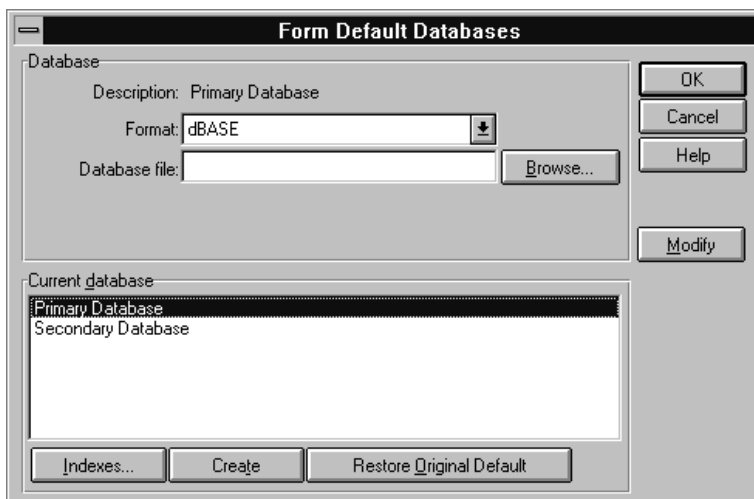 Form Default Databases
Database
Description: Primary Database
Format: dBASE
Database file:
Browse...
OK
Cancel
Help
Modify
Current database
Primary Database
Secondary Database
Indexes...
Create
Restore Original Default